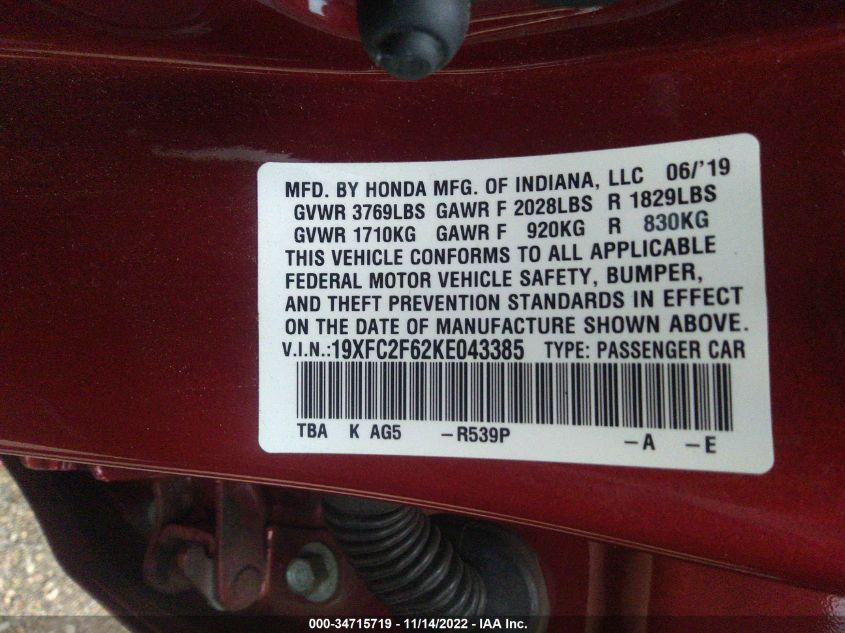 MFD. BY HONDA MFG. OF INDIANA, LLC 06/'19
GVWR 3769LBS GAWR F 2028LBS R 1829LBS
GVWR 1710KG GAWR F 920KG R 830KG
THIS VEHICLE CONFORMS TO ALL APPLICABLE
FEDERAL MOTOR VEHICLE SAFETY, BUMPER,
AND THEFT PREVENTION STANDARDS IN EFFECT
ON THE DATE OF MANUFACTURE SHOWN ABOVE.
V.I.N.:19XFC2F62KE043385 TYPE: PASSENGER CAR
TBA K AG5 -R539P -A -E
000-34715719 - 11/14/2022 - IAA Inc.